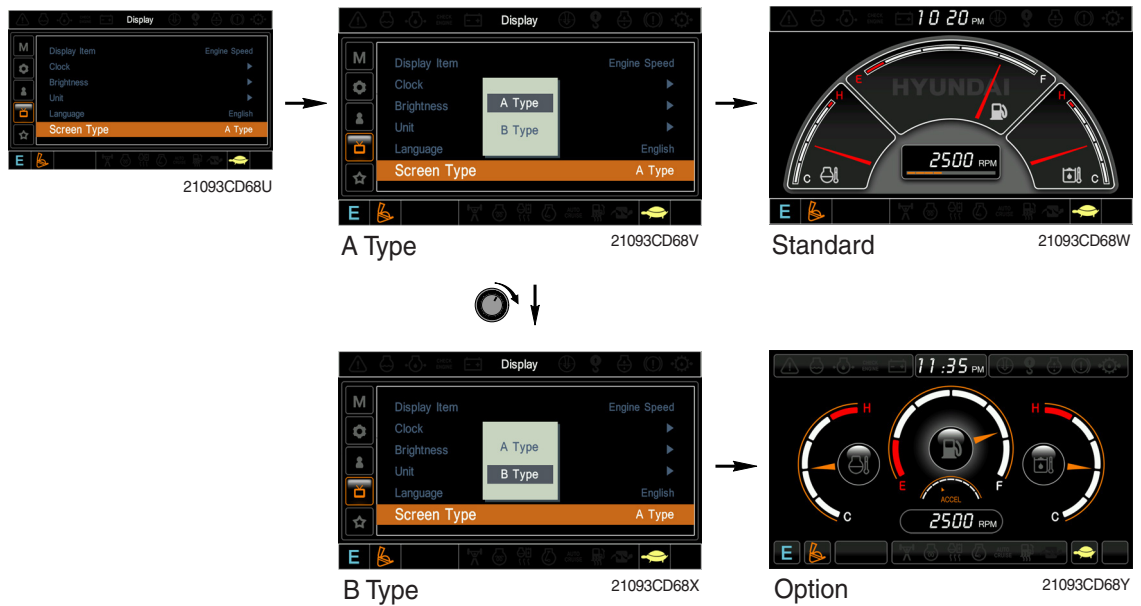 Display
M
Display Item Engine Speed
Clock
Brightness
Unit
Language English
Screen Type A Type
E
21093CD68U
Display
M
Display Item Engine Speed
Clock
Brightness
Unit
Language English
Screen Type A Type
A Type
B Type
E
A Type
21093CD68V
10 20 PM
HYUNDAI
E
F
H
C
H
C
2500 RPM
E
Standard
21093CD68W
Display
M
Display Item Engine Speed
Clock
Brightness
Unit
Language English
Screen Type A Type
A Type
B Type
E
B Type
21093CD68X
11:35 PM
H
C
E
F
H
C
ACCEL
2500 RPM
E
Option
21093CD68Y